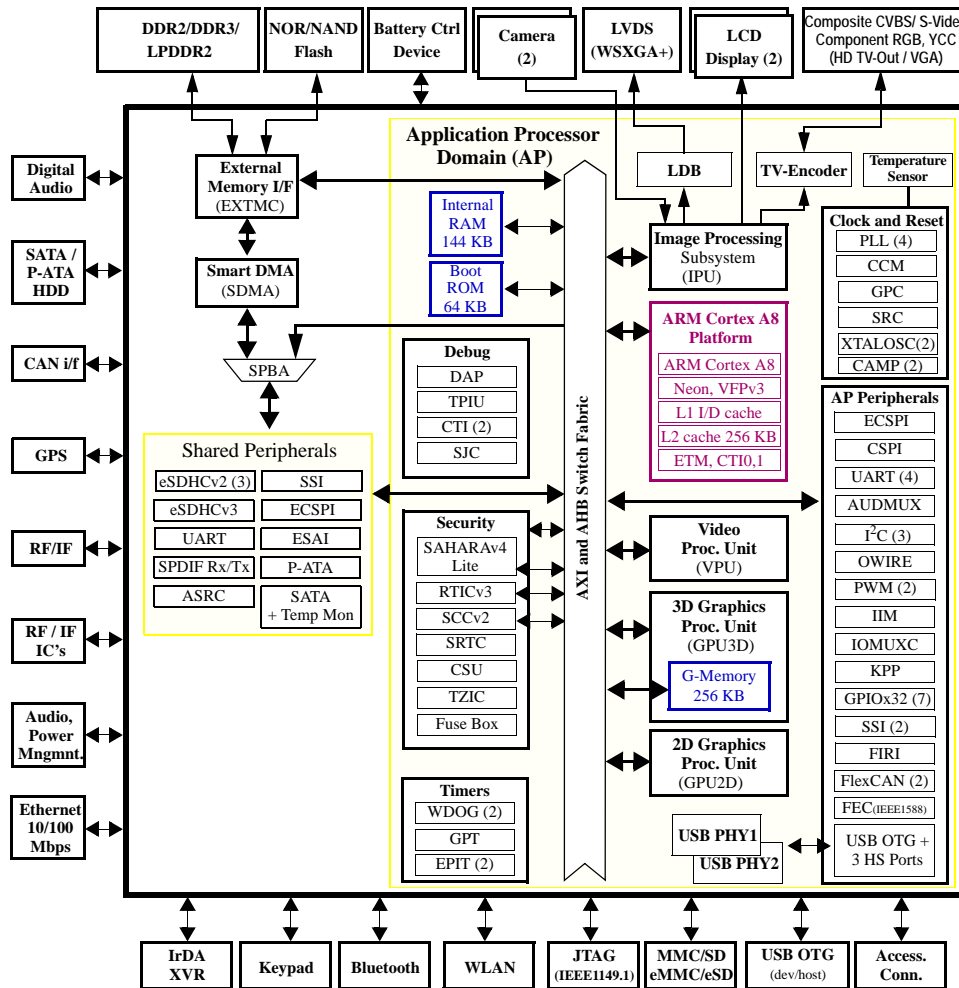 DDR2/DDR3/
LPDDR2
NOR/NAND
Flash
Battery Ctrl
Device
Camera
(2)
LVDS
(WSXGA+)
LCD
Display (2)
Composite CVBS/ S-Vide
Component RGB, YCC
(HD TV-Out / VGA)
Digital
Audio
SATA /
P-ATA
HDD
CAN i/f
GPS
RF/IF
RF / IF
IC's
Audio,
Power
Mngmnt.
Ethernet
10/100
Mbps
External
Memory I/F
(EXTMC)
Smart DMA
(SDMA)
SPBA
Shared Peripherals
eSDHCv2 (3)
SSI
eSDHCv3
ECSPI
UART
ESAI
SPDIF Rx/Tx
P-ATA
ASRC
SATA
+ Temp Mon
Application Processor
Domain (AP)
Internal
RAM
144 KB
Boot
ROM
64 KB
Debug
DAP
TPIU
CTI (2)
SJC
Security
SAHARAv4
Lite
RTICv3
SCCv2
SRTC
CSU
TZIC
Fuse Box
Timers
WDOG (2)
GPT
EPIT (2)
AXI and AHB Switch Fabric
LDB
TV-Encoder
Temperature
Sensor
Image Processing
Subsystem
(IPU)
ARM Cortex A8
Platform
ARM Cortex A8
Neon, VFPv3
L1 I/D cache
L2 cache 256 KB
ETM, CTI0,1
Video
Proc. Unit
(VPU)
3D Graphics
Proc. Unit
(GPU3D)
G-Memory
256 KB
2D Graphics
Proc. Unit
(GPU2D)
USB PHY1
USB PHY2
Clock and Reset
PLL (4)
CCM
GPC
SRC
XTALOSC(2)
CAMP (2)
AP Peripherals
ECSPI
CSPI
UART (4)
AUDMUX
I2C (3)
OWIRE
PWM (2)
IIM
IOMUXC
KPP
GPIOx32 (7)
SSI (2)
FIRI
FlexCAN (2)
FEC(IEEE1588)
USB OTG +
3 HS Ports
IrDA
XVR
Keypad
Bluetooth
WLAN
JTAG
(IEEE1149.1)
MMC/SD
eMMC/eSD
USB OTG
(dev/host)
Access.
Conn.